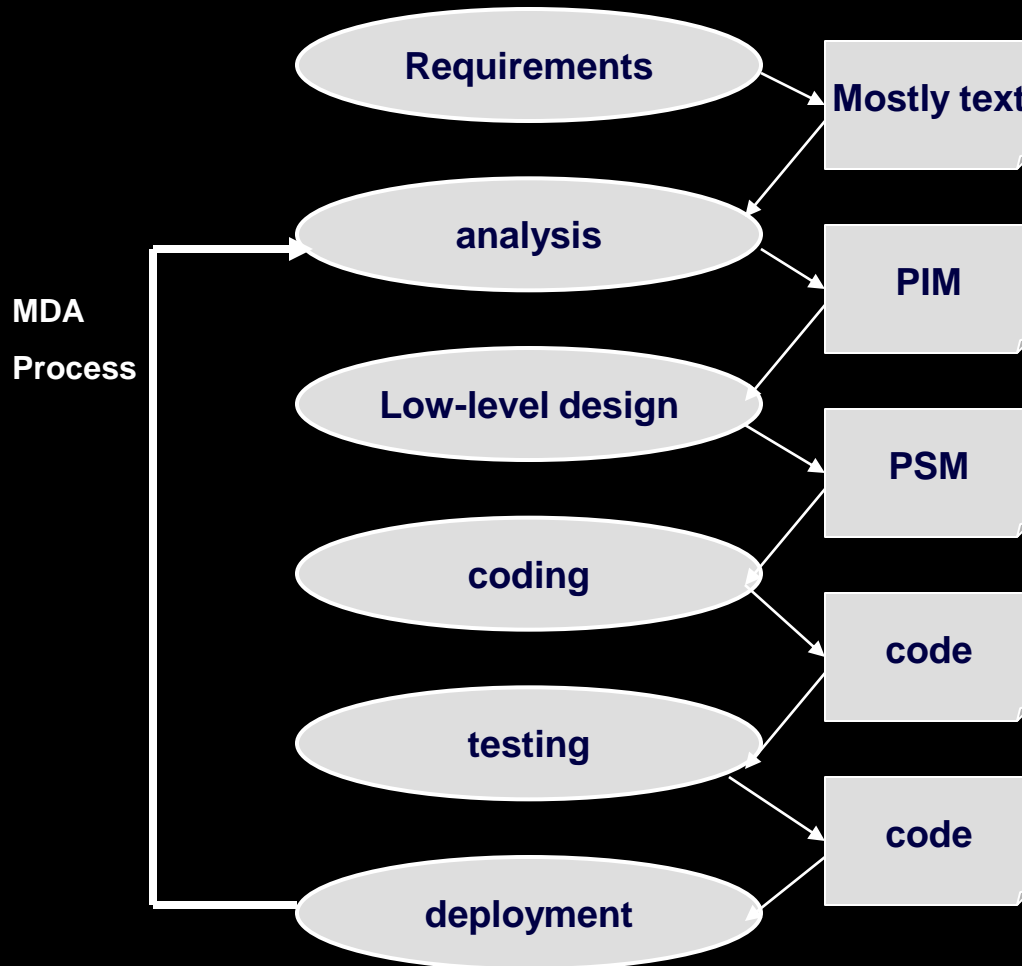 Requirements
Mostly text
analysis
PIM
MDA
Process
Low-level design
PSM
coding
code
testing
code
deployment